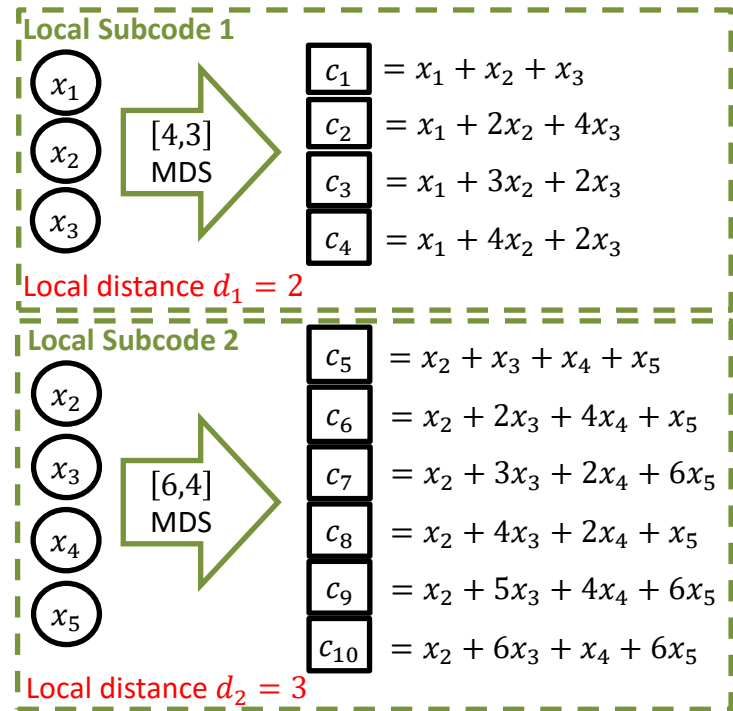 Local Subcode 1
x₁
x₂
x₃
[4,3]
MDS
c₁ = x₁ + x₂ + x₃
c₂ = x₁ + 2x₂ + 4x₃
c₃ = x₁ + 3x₂ + 2x₃
c₄ = x₁ + 4x₂ + 2x₃
Local distance d₁ = 2
Local Subcode 2
x₂
x₃
x₄
x₅
[6,4]
MDS
c₅ = x₂ + x₃ + x₄ + x₅
c₆ = x₂ + 2x₃ + 4x₄ + x₅
c₇ = x₂ + 3x₃ + 2x₄ + 6x₅
c₈ = x₂ + 4x₃ + 2x₄ + x₅
c₉ = x₂ + 5x₃ + 4x₄ + 6x₅
c₁₀ = x₂ + 6x₃ + x₄ + 6x₅
Local distance d₂ = 3